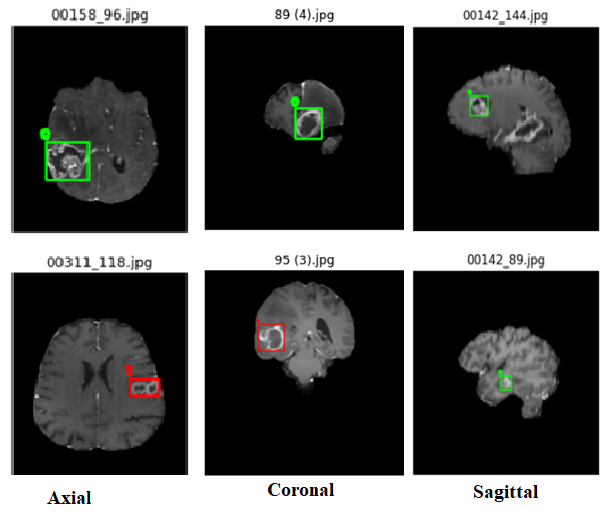 00158_96.jpg
89 (4).jpg
00142_144.jpg
00311_118.jpg
95 (3).jpg
00142_89.jpg
Axial
Coronal
Sagittal